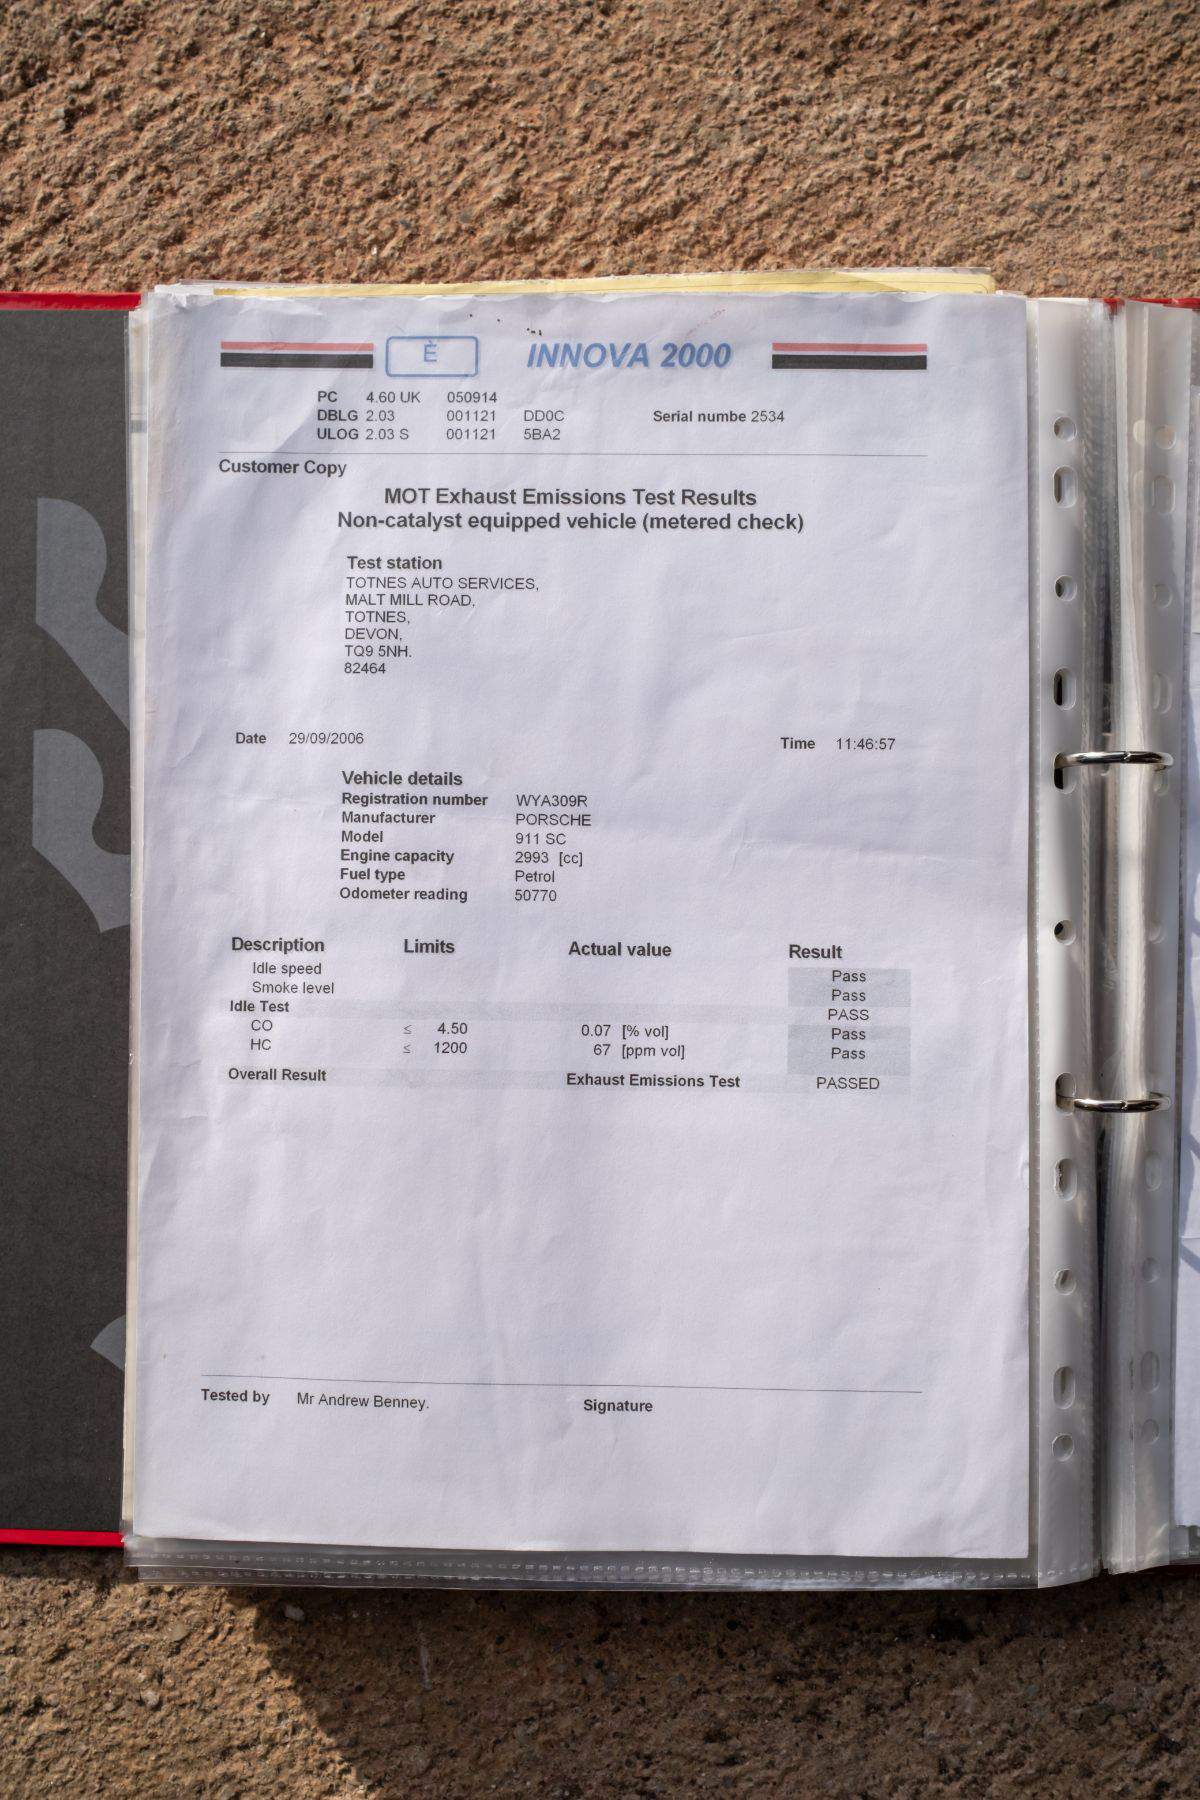 È INNOVA 2000
PC 4.60 UK 050914
DBLG 2.03 001121 DD0C Serial numbe 2534
ULOG 2.03 S 001121 5BA2
Customer Copy
MOT Exhaust Emissions Test Results
Non-catalyst equipped vehicle (metered check)
Test station
TOTNES AUTO SERVICES,
MALT MILL ROAD,
TOTNES,
DEVON,
TQ9 5NH.
82464
Date 29/09/2006 Time 11:46:57
Vehicle details
Registration number WYA309R
Manufacturer PORSCHE
Model 911 SC
Engine capacity 2993 [cc]
Fuel type Petrol
Odometer reading 50770
Description Limits Actual value Result
Idle speed Pass
Smoke level Pass
Idle Test PASS
CO ≤ 4.50 0.07 [% vol] Pass
HC ≤ 1200 67 [ppm vol] Pass
Overall Result Exhaust Emissions Test PASSED
Tested by Mr Andrew Benney. Signature